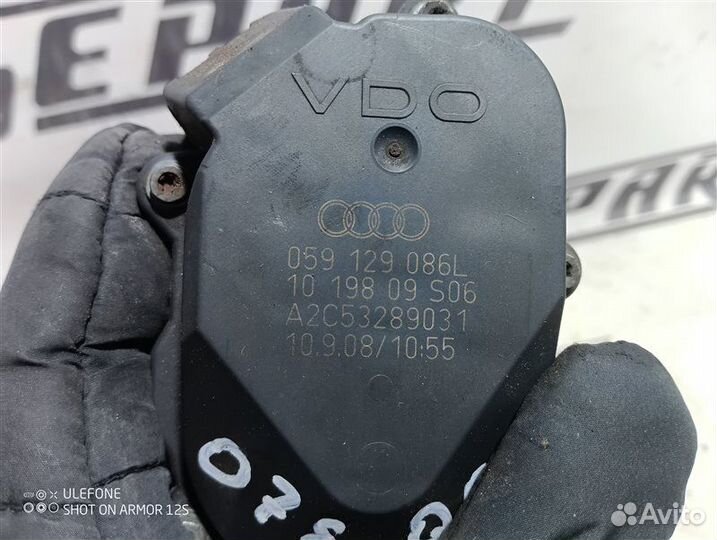 VDO
059 129 086L
10 198 09 S06
A2C53289031
10.9.08/10:55
ULEFONE
SHOT ON ARMOR 12S
Avito